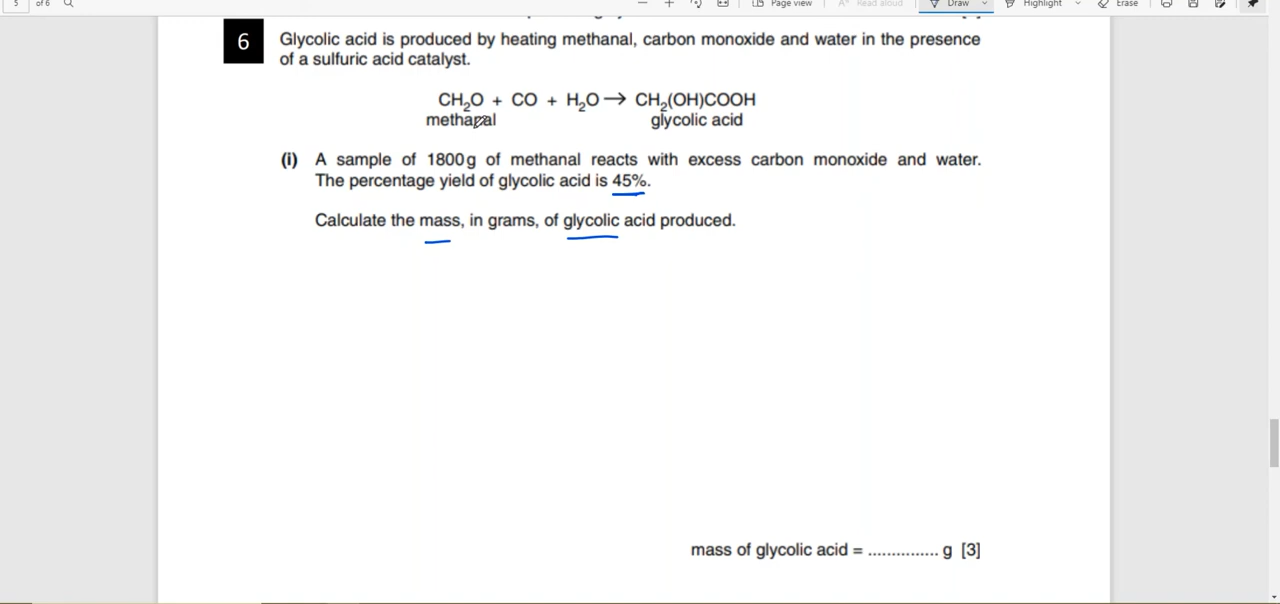 5 of 6 Page view Read aloud Draw Highlight Erase
6 Glycolic acid is produced by heating methanal, carbon monoxide and water in the presence
of a sulfuric acid catalyst.
CH₂O + CO + H₂O → CH₂(OH)COOH
methanal glycolic acid
(i) A sample of 1800 g of methanal reacts with excess carbon monoxide and water.
The percentage yield of glycolic acid is 45%.
Calculate the mass, in grams, of glycolic acid produced.
mass of glycolic acid = ............... g [3]